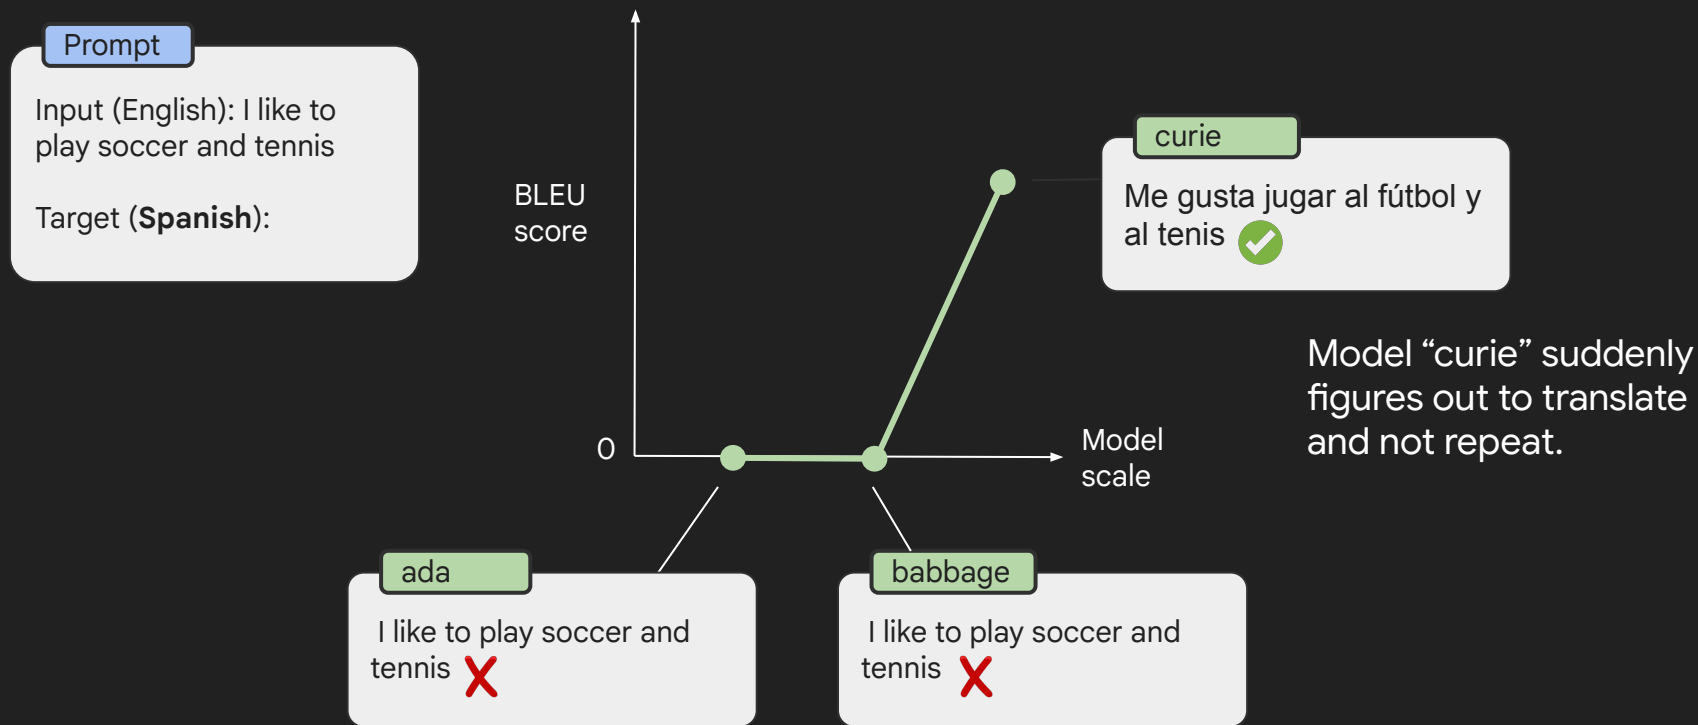 Prompt
Input (English): I like to
play soccer and tennis
Target (Spanish):
BLEU
score
0
Model
scale
curie
Me gusta jugar al fútbol y
al tenis
Model “curie” suddenly
figures out to translate
and not repeat.
ada
I like to play soccer and
tennis
babbage
I like to play soccer and
tennis